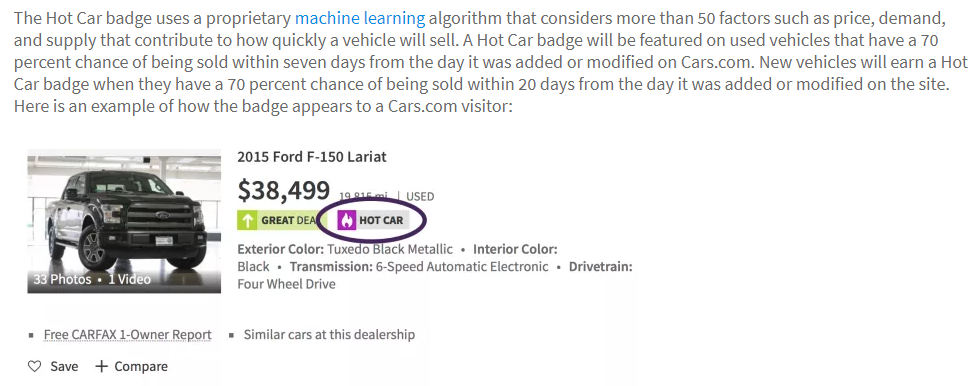 The Hot Car badge uses a proprietary machine learning algorithm that considers more than 50 factors such as price, demand,
and supply that contribute to how quickly a vehicle will sell. A Hot Car badge will be featured on used vehicles that have a 70
percent chance of being sold within seven days from the day it was added or modified on Cars.com. New vehicles will earn a Hot
Car badge when they have a 70 percent chance of being sold within 20 days from the day it was added or modified on the site.
Here is an example of how the badge appears to a Cars.com visitor:
2015 Ford F-150 Lariat
$38,499 19,815 mi. | USED
GREAT DEA HOT CAR
Exterior Color: Tuxedo Black Metallic • Interior Color:
Black • Transmission: 6-Speed Automatic Electronic • Drivetrain:
Four Wheel Drive
33 Photos • 1 Video
▪ Free CARFAX 1-Owner Report ▪ Similar cars at this dealership
Save + Compare